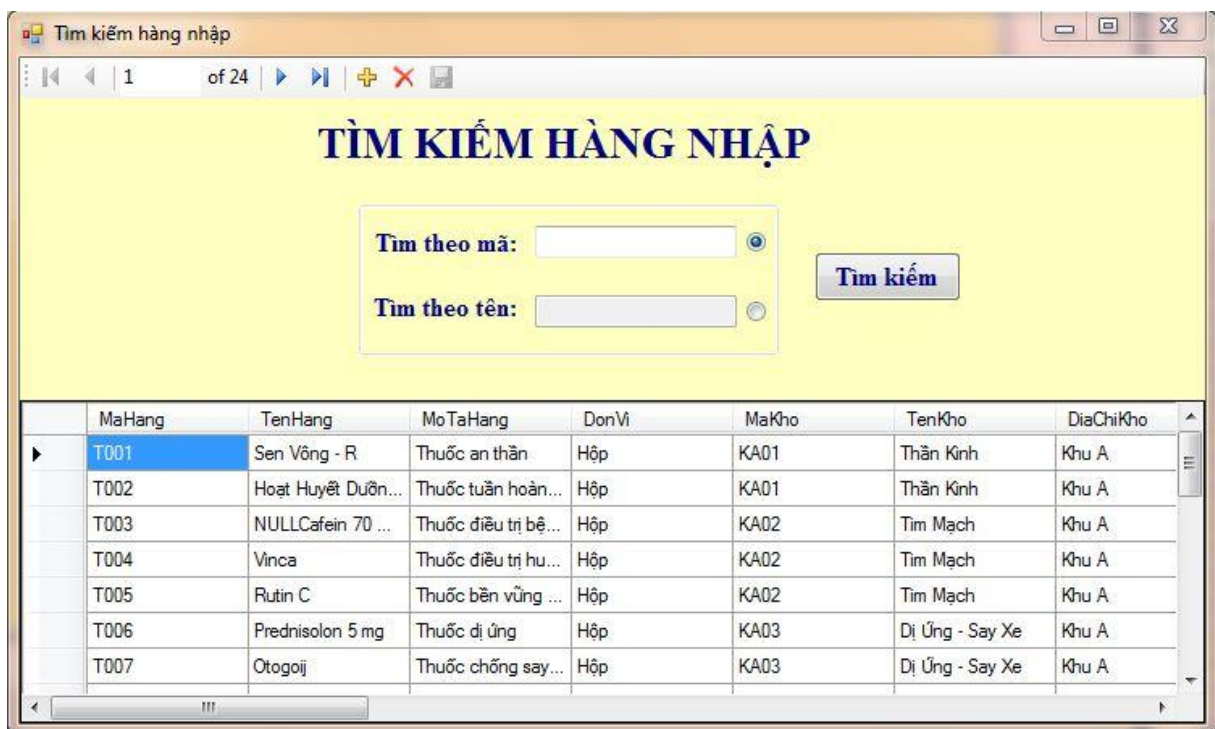 Tìm kiếm hàng nhập
1 of 24
TÌM KIẾM HÀNG NHẬP
Tìm theo mã:
Tìm kiếm
Tìm theo tên:
MaHang TenHang MoTaHang DonVi MaKho TenKho DiaChiKho
T001 Sen Vông - R Thuốc an thần Hộp KA01 Thần Kinh Khu A
T002 Hoạt Huyết Dưỡn... Thuốc tuần hoàn... Hộp KA01 Thần Kinh Khu A
T003 NULLCafein 70 ... Thuốc điều trị bệ... Hộp KA02 Tim Mạch Khu A
T004 Vinca Thuốc điều trị hu... Hộp KA02 Tim Mạch Khu A
T005 Rutin C Thuốc bền vững ... Hộp KA02 Tim Mạch Khu A
T006 Prednisolon 5 mg Thuốc dị ứng Hộp KA03 Dị Ứng - Say Xe Khu A
T007 Otogoij Thuốc chống say... Hộp KA03 Dị Ứng - Say Xe Khu A